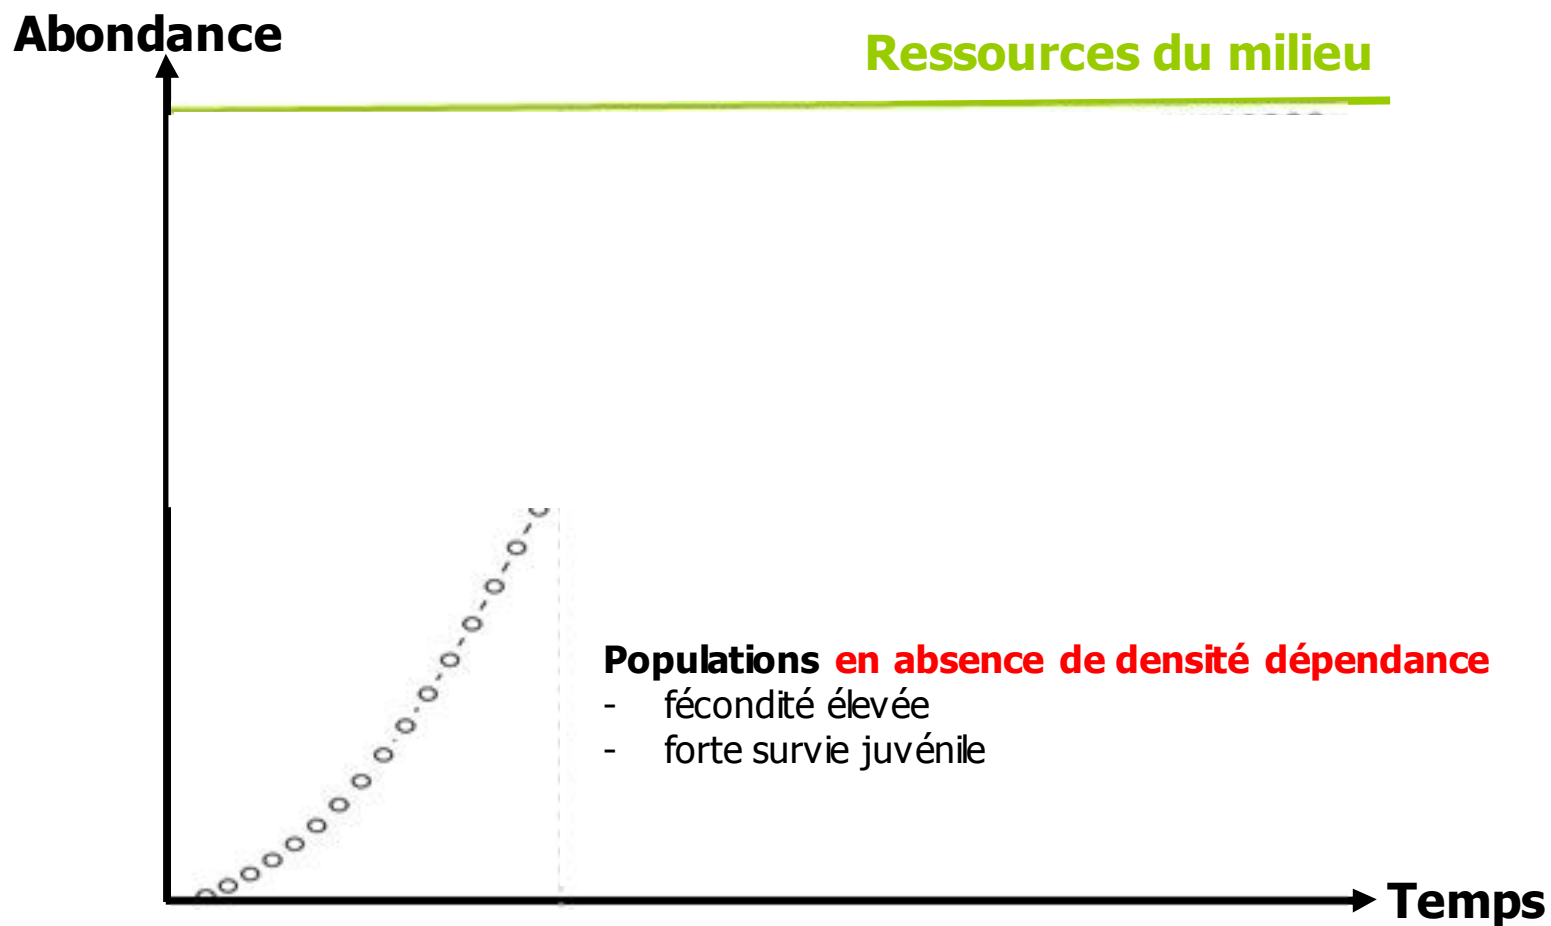 Abondance
Ressources du milieu
Populations en absence de densité dépendance
- fécondité élevée
- forte survie juvénile
Temps